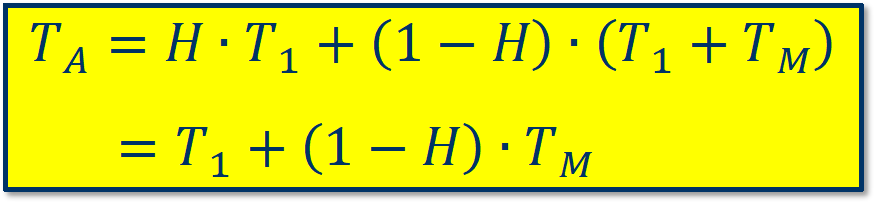 T_A = H · T_1 + (1 − H) · (T_1 + T_M)
= T_1 + (1 − H) · T_M